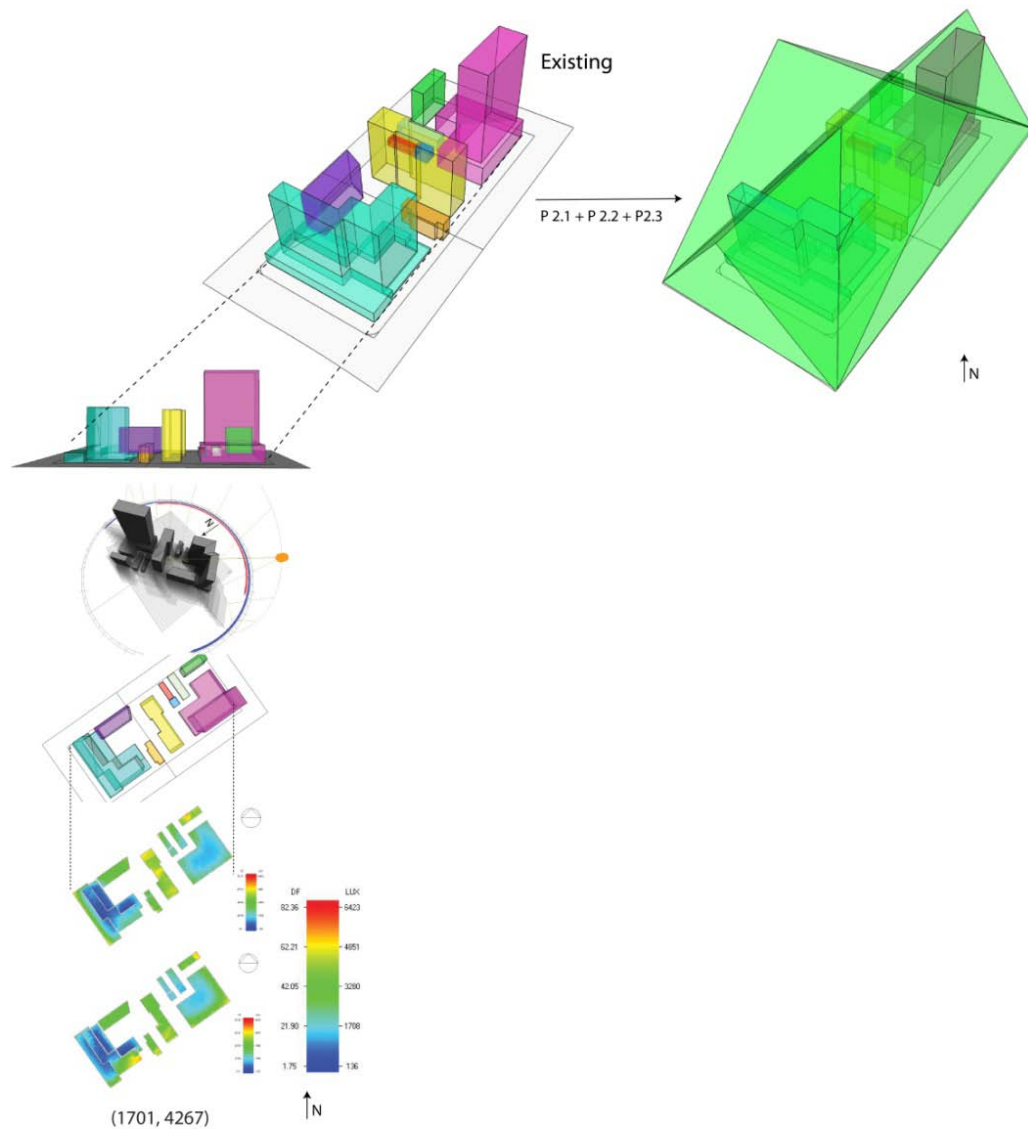 Existing
P 2.1 + P 2.2 + P2.3
N
N
DF LUX
82.36 6423
62.21 4851
42.05 3280
21.90 1708
1.75 136
N
(1701, 4267)